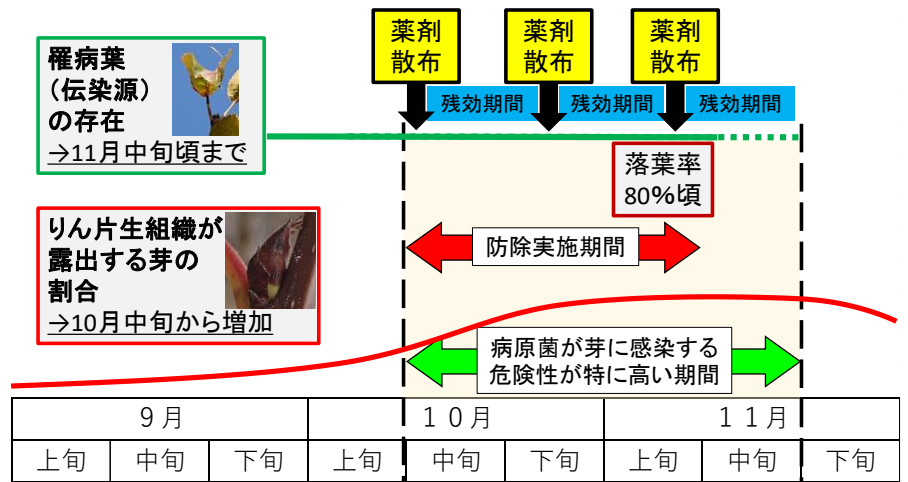 薬剤
散布
薬剤
散布
薬剤
散布
残効期間
残効期間
残効期間
罹病葉
（伝染源）
の存在
→11月中旬頃まで
落葉率
80%頃
りん片生組織が
露出する芽の
割合
→10月中旬から増加
防除実施期間
病原菌が芽に感染する
危険性が特に高い期間
９月
１０月
１１月
上旬
中旬
下旬
上旬
中旬
下旬
上旬
中旬
下旬